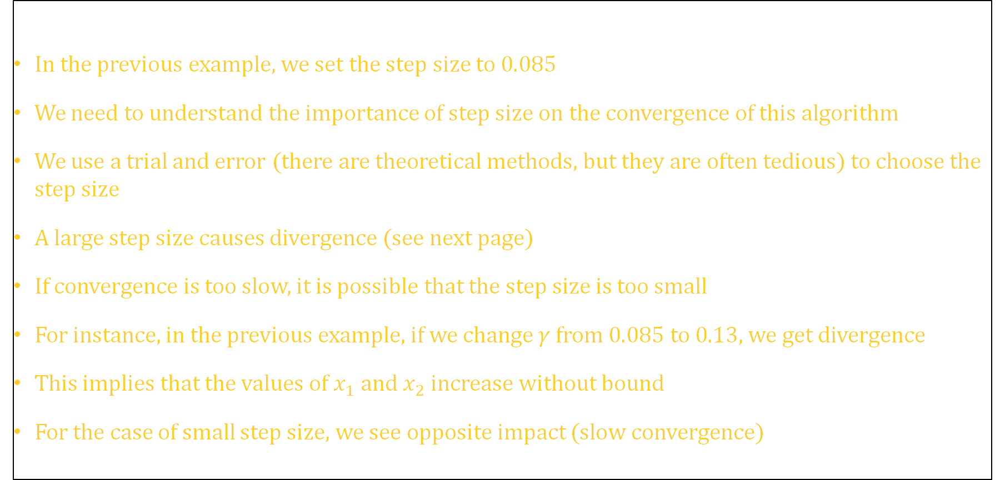 • In the previous example, we set the step size to 0.085
• We need to understand the importance of step size on the convergence of this algorithm
• We use a trial and error (there are theoretical methods, but they are often tedious) to choose the
step size
• A large step size causes divergence (see next page)
• If convergence is too slow, it is possible that the step size is too small
• For instance, in the previous example, if we change γ from 0.085 to 0.13, we get divergence
• This implies that the values of x₁ and x₂ increase without bound
• For the case of small step size, we see opposite impact (slow convergence)